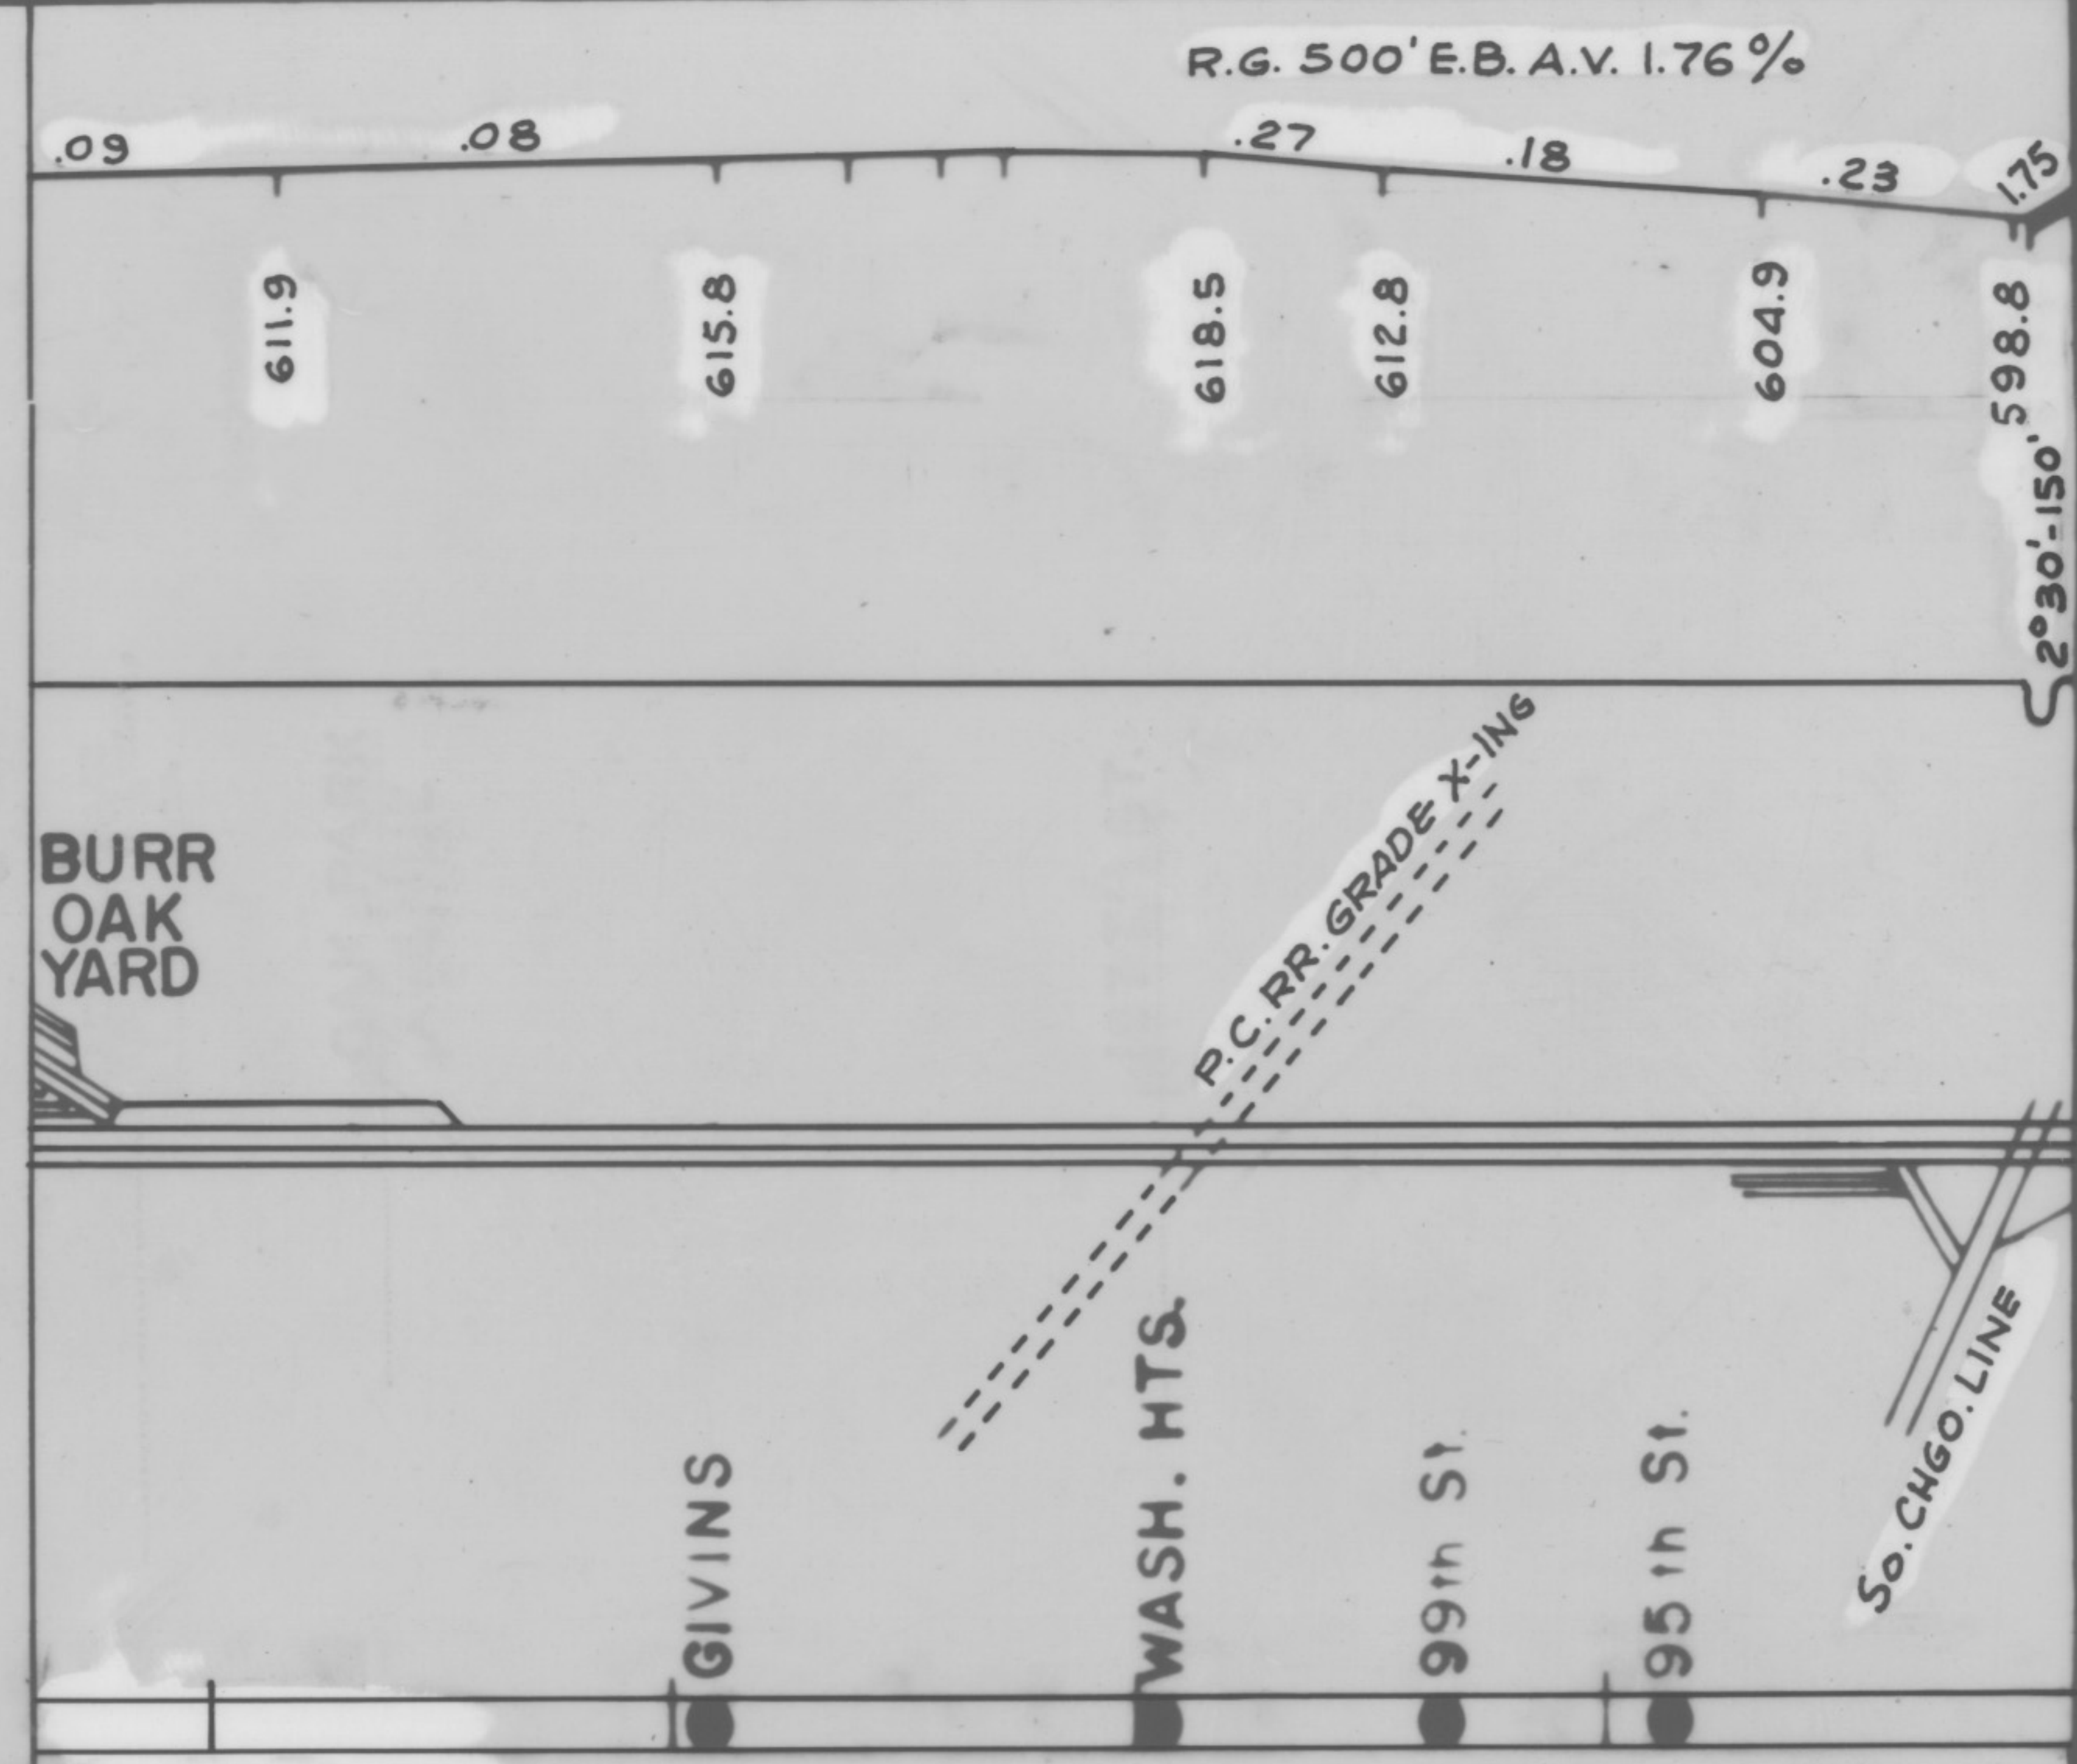 R.G. 500' E.B. A.V. 1.76%
.09
.08
.27
.18
.23
1.75
611.9
615.8
618.5
612.8
604.9
598.8
2°30'-150'
P.C. RR. GRADE X-ING
BURR
OAK
YARD
GIVINS
WASH. HTS.
99th St.
95th St.
So. CHGO. LINE